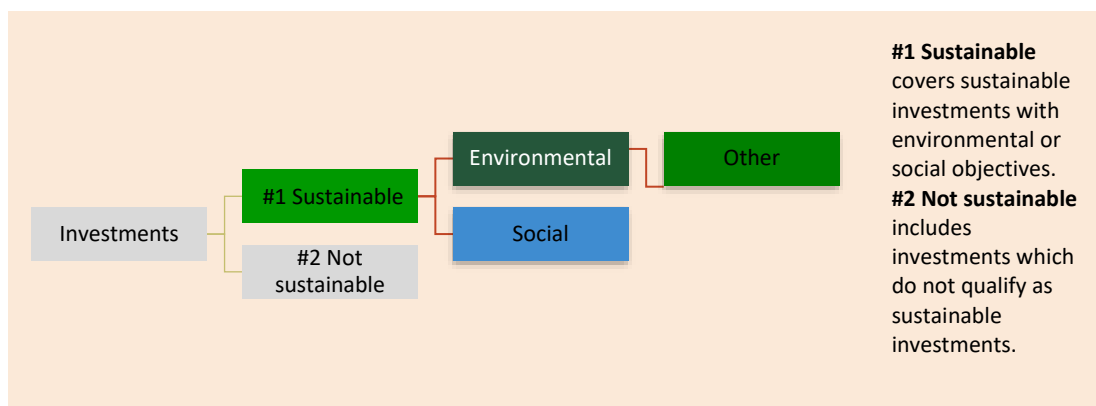 Investments
#1 Sustainable
#2 Not
sustainable
Environmental
Social
Other
#1 Sustainable
covers sustainable
investments with
environmental or
social objectives.
#2 Not sustainable
includes
investments which
do not qualify as
sustainable
investments.